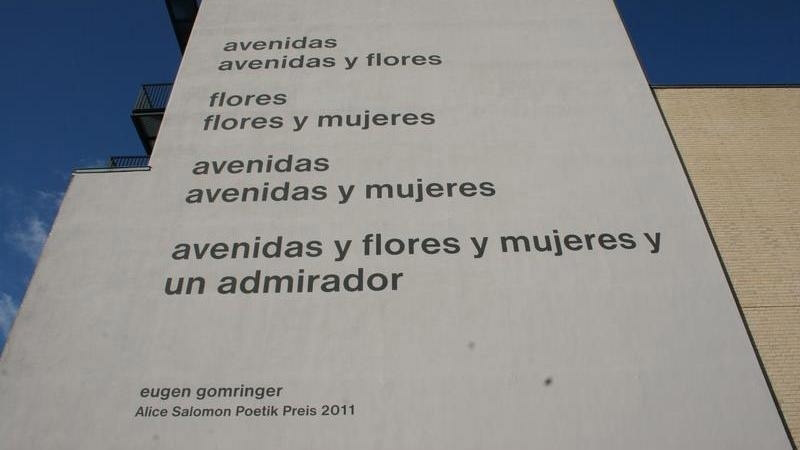 avenidas
avenidas y flores
flores
flores y mujeres
avenidas
avenidas y mujeres
avenidas y flores y mujeres y
un admirador
eugen gomringer
Alice Salomon Poetik Preis 2011